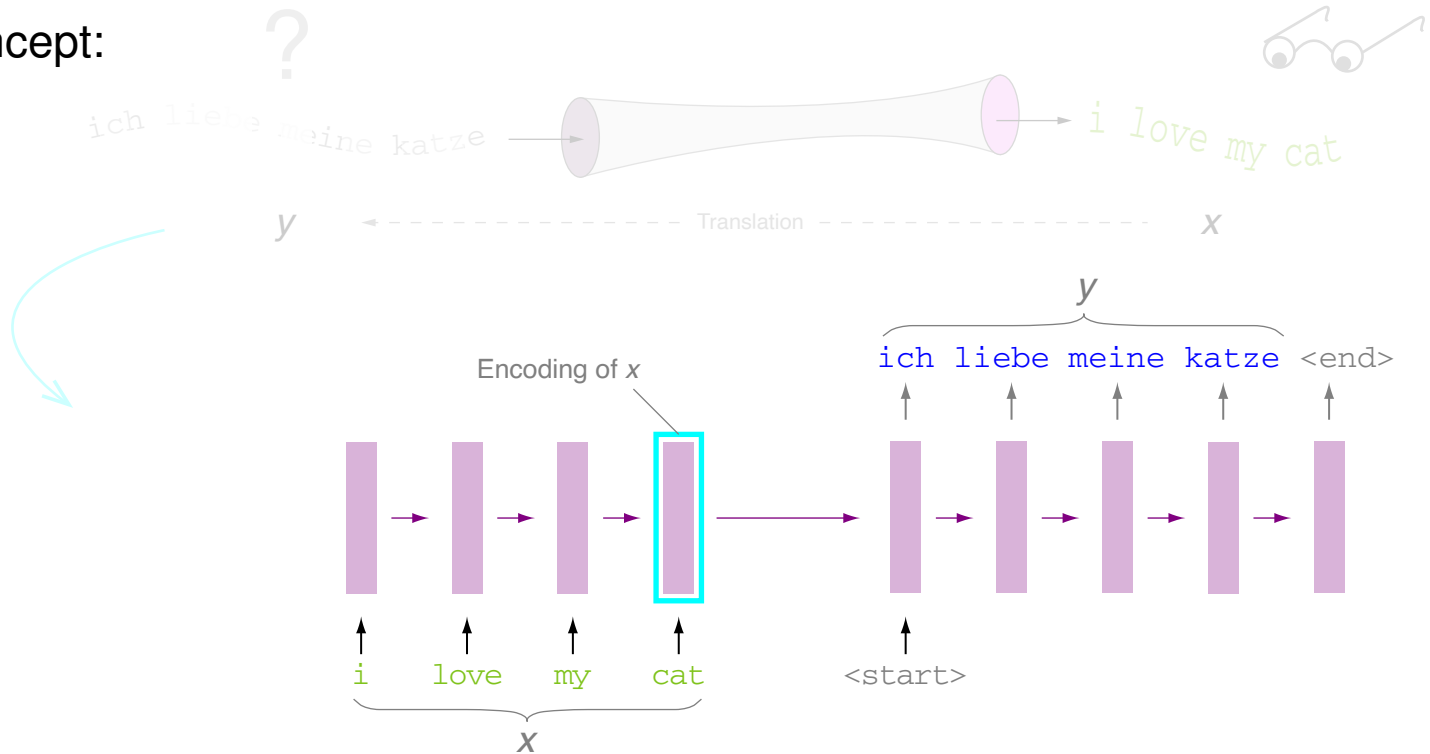 ncept:
?
ich liebe meine katze
i love my cat
y Translation x
y
ich liebe meine katze <end>
Encoding of x
i love my cat <start>
x